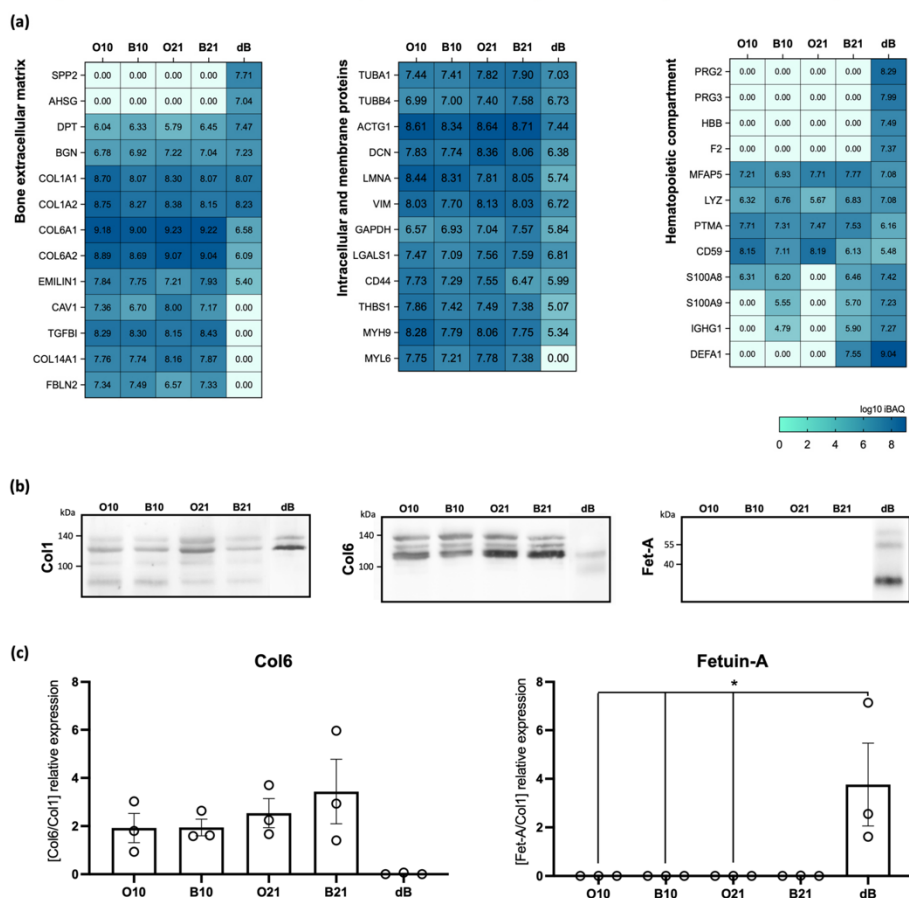 (a)
O10 B10 O21 B21 dB
Bone extracellular matrix
SPP2 0.00 0.00 0.00 0.00 7.71
AHSG 0.00 0.00 0.00 0.00 7.04
DPT 6.04 6.33 5.79 6.45 7.47
BGN 6.78 6.92 7.22 7.04 7.23
COL1A1 8.70 8.07 8.30 8.07 8.07
COL1A2 8.75 8.27 8.38 8.15 8.23
COL6A1 9.18 9.00 9.23 9.22 6.58
COL6A2 8.89 8.69 9.07 9.04 6.09
EMILIN1 7.84 7.75 7.21 7.93 5.40
CAV1 7.36 6.70 8.00 7.17 0.00
TGFBI 8.29 8.30 8.15 8.43 0.00
COL14A1 7.76 7.74 8.16 7.87 0.00
FBLN2 7.34 7.49 6.57 7.33 0.00
O10 B10 O21 B21 dB
Intracellular and membrane proteins
TUBA1 7.44 7.41 7.82 7.90 7.03
TUBB4 6.99 7.00 7.40 7.58 6.73
ACTG1 8.61 8.34 8.64 8.71 7.44
DCN 7.83 7.74 8.36 8.06 6.38
LMNA 8.44 8.31 7.81 8.05 5.74
VIM 8.03 7.70 8.13 8.03 6.72
GAPDH 6.57 6.93 7.04 7.57 5.84
LGALS1 7.47 7.09 7.56 7.59 6.81
CD44 7.73 7.29 7.55 6.47 5.99
THBS1 7.86 7.42 7.49 7.38 5.07
MYH9 8.28 7.79 8.06 7.75 5.34
MYL6 7.75 7.21 7.78 7.38 0.00
O10 B10 O21 B21 dB
Hematopoietic compartment
PRG2 0.00 0.00 0.00 0.00 8.29
PRG3 0.00 0.00 0.00 0.00 7.99
HBB 0.00 0.00 0.00 0.00 7.49
F2 0.00 0.00 0.00 0.00 7.37
MFAP5 7.21 6.93 7.71 7.77 7.08
LYZ 6.32 6.76 5.67 6.83 7.08
PTMA 7.71 7.31 7.47 7.53 6.16
CD59 8.15 7.11 8.19 6.13 5.48
S100A8 6.31 6.20 0.00 6.46 7.42
S100A9 0.00 5.55 0.00 5.70 7.23
IGHG1 0.00 4.79 0.00 5.90 7.27
DEFA1 0.00 0.00 0.00 7.55 9.04
log10 iBAQ
0 2 4 6 8
(b)
O10 B10 O21 B21 dB
kDa
140
100
Col1
O10 B10 O21 B21 dB
kDa
140
100
Col6
O10 B10 O21 B21 dB
kDa
55
40
Fet-A
(c)
Col6
[Col6/Col1] relative expression
8
6
4
2
0
O10 B10 O21 B21 dB
Fetuin-A
[Fet-A/Col1] relative expression
*
8
6
4
2
0
O10 B10 O21 B21 dB